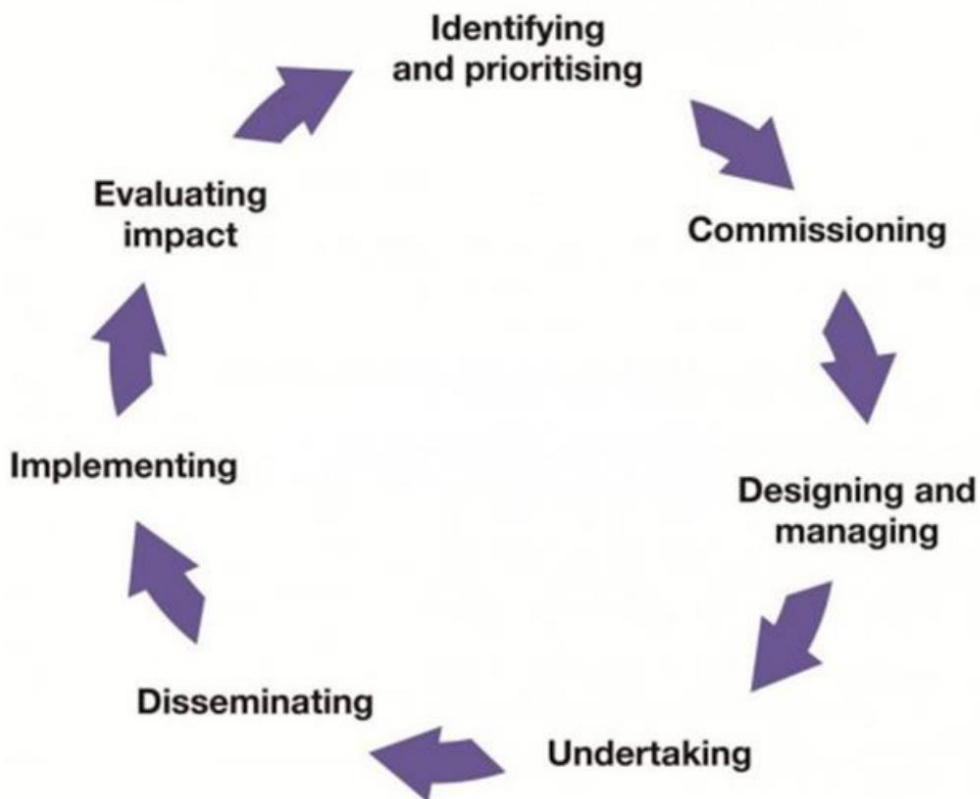 Identifying
and prioritising
Commissioning
Designing and
managing
Undertaking
Disseminating
Implementing
Evaluating
impact